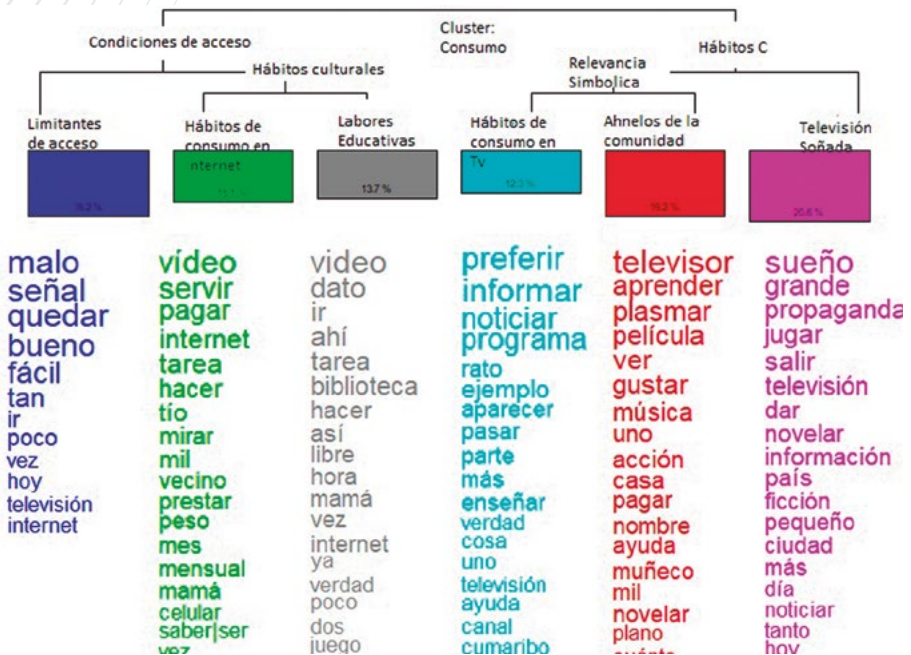 Cluster:
Consumo
Condiciones de acceso
Hábitos C
Hábitos culturales
Relevancia
Simbolica
Limitantes
de acceso
Hábitos de
consumo en
internet
Labores
Educativas
Hábitos de
consumo en
Tv
Ahnelos de la
comunidad
Televisión
Soñada
13.7 %
12.3 %
20.6 %
malo
señal
quedar
bueno
fácil
tan
ir
poco
vez
hoy
televisión
internet
vídeo
servir
pagar
internet
tarea
hacer
tío
mirar
mil
vecino
prestar
peso
mes
mensual
mamá
celular
saber|ser
vez
video
dato
ir
ahí
tarea
biblioteca
hacer
así
libre
hora
mamá
vez
internet
ya
verdad
poco
dos
juego
preferir
informar
noticiar
programa
rato
ejemplo
aparecer
pasar
parte
más
enseñar
verdad
cosa
uno
televisión
ayuda
canal
cumaribo
televisor
aprender
plasmar
película
ver
gustar
música
uno
acción
casa
pagar
nombre
ayuda
muñeco
mil
novelar
plano
sueño
grande
propaganda
jugar
salir
televisión
dar
novelar
información
país
ficción
pequeño
ciudad
más
día
noticiar
tanto
hoy